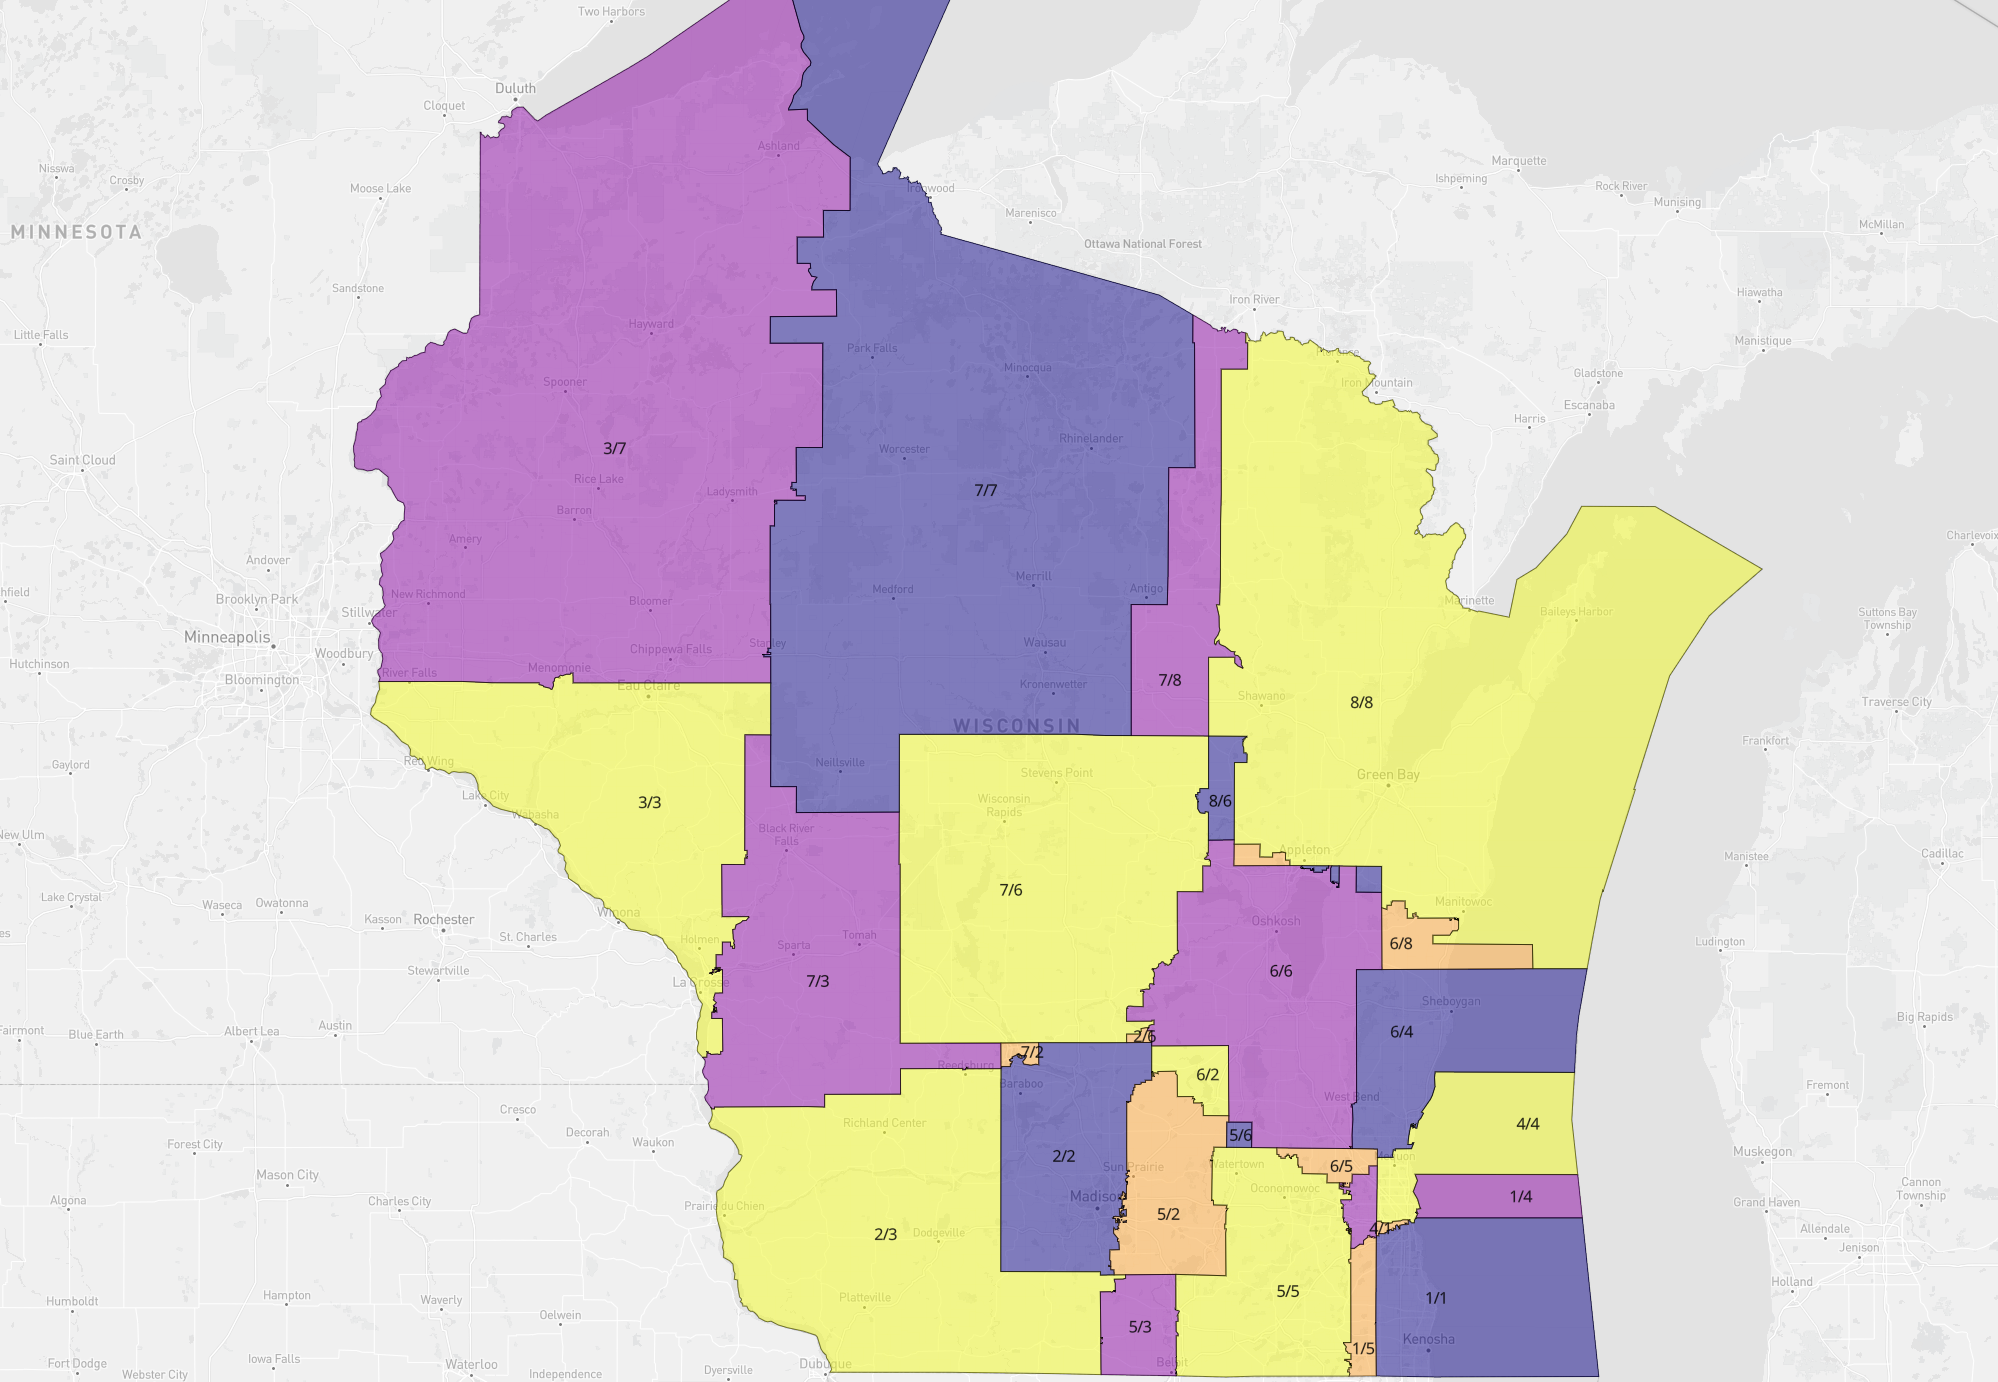 Two Harbors
Duluth
Cloquet
Ashland
Nisswa
Crosby
Moose Lake
Ironwood
Marquette
Ishpeming
Rock River
Munising
Marenisco
MINNESOTA
McMillan
Ottawa National Forest
Sandstone
Iron River
Hiawatha
Little Falls
Hayward
Park Falls
Manistique
Minocqua
Spooner
Iron Mountain
Gladstone
Escanaba
Harris
3/7
Worcester
Rhinelander
Saint Cloud
Rice Lake
Ladysmith
7/7
Barron
Amery
Charlevoix
Andover
Merrill
hfield
New Richmond
Medford
Antigo
Brooklyn Park
Bloomer
Marinette
Baileys Harbor
Stillwater
Suttons Bay
Township
Minneapolis
Woodbury
Chippewa Falls
Stanley
Wausau
Hutchinson
Menomonie
River Falls
Bloomington
Eau Claire
Kronenwetter
7/8
Shawano
8/8
Traverse City
WISCONSIN
Frankfort
Red Wing
Gaylord
Neillsville
Stevens Point
Green Bay
Lake City
3/3
Wisconsin
Rapids
8/6
Wabasha
New Ulm
Black River
Falls
Appleton
Manistee
Cadillac
7/6
Lake Crystal
Waseca
Owatonna
Winona
Manitowoc
Kasson
Rochester
Oshkosh
St. Charles
Holmen
Sparta
Tomah
6/8
Ludington
Stewartville
La Crosse
7/3
6/6
Sheboygan
Big Rapids
Fairmont
Blue Earth
Albert Lea
Austin
6/4
2/6
7/2
Reedsburg
Baraboo
6/2
Fremont
West Bend
Cresco
Richland Center
4/4
Forest City
Decorah
Waukon
5/6
Muskegon
2/2
Sun Prairie
Watertown
6/5
Mason City
Oconomowoc
Cannon
Township
Algona
Charles City
Prairie du Chien
Madison
1/4
Grand Haven
5/2
Allendale
2/3
Dodgeville
4/1
Jenison
Holland
5/5
1/1
Humboldt
Hampton
Waverly
Oelwein
Platteville
5/3
Kenosha
1/5
Fort Dodge
Webster City
Iowa Falls
Waterloo
Independence
Dyersville
Dubuque
Beloit